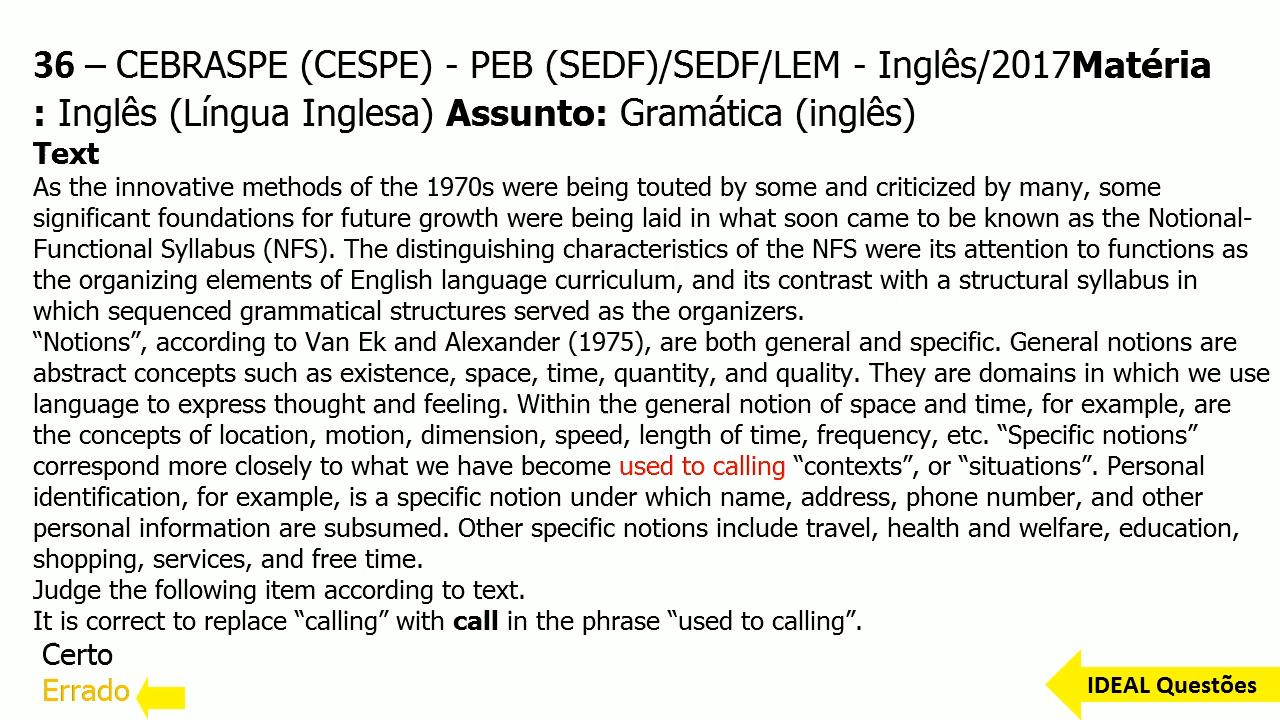 36 – CEBRASPE (CESPE) - PEB (SEDF)/SEDF/LEM - Inglês/2017Matéria
: Inglês (Língua Inglesa) Assunto: Gramática (inglês)
Text
As the innovative methods of the 1970s were being touted by some and criticized by many, some
significant foundations for future growth were being laid in what soon came to be known as the Notional-
Functional Syllabus (NFS). The distinguishing characteristics of the NFS were its attention to functions as
the organizing elements of English language curriculum, and its contrast with a structural syllabus in
which sequenced grammatical structures served as the organizers.
“Notions”, according to Van Ek and Alexander (1975), are both general and specific. General notions are
abstract concepts such as existence, space, time, quantity, and quality. They are domains in which we use
language to express thought and feeling. Within the general notion of space and time, for example, are
the concepts of location, motion, dimension, speed, length of time, frequency, etc. “Specific notions”
correspond more closely to what we have become used to calling “contexts”, or “situations”. Personal
identification, for example, is a specific notion under which name, address, phone number, and other
personal information are subsumed. Other specific notions include travel, health and welfare, education,
shopping, services, and free time.
Judge the following item according to text.
It is correct to replace “calling” with call in the phrase “used to calling”.
Certo
Errado
IDEAL Questões